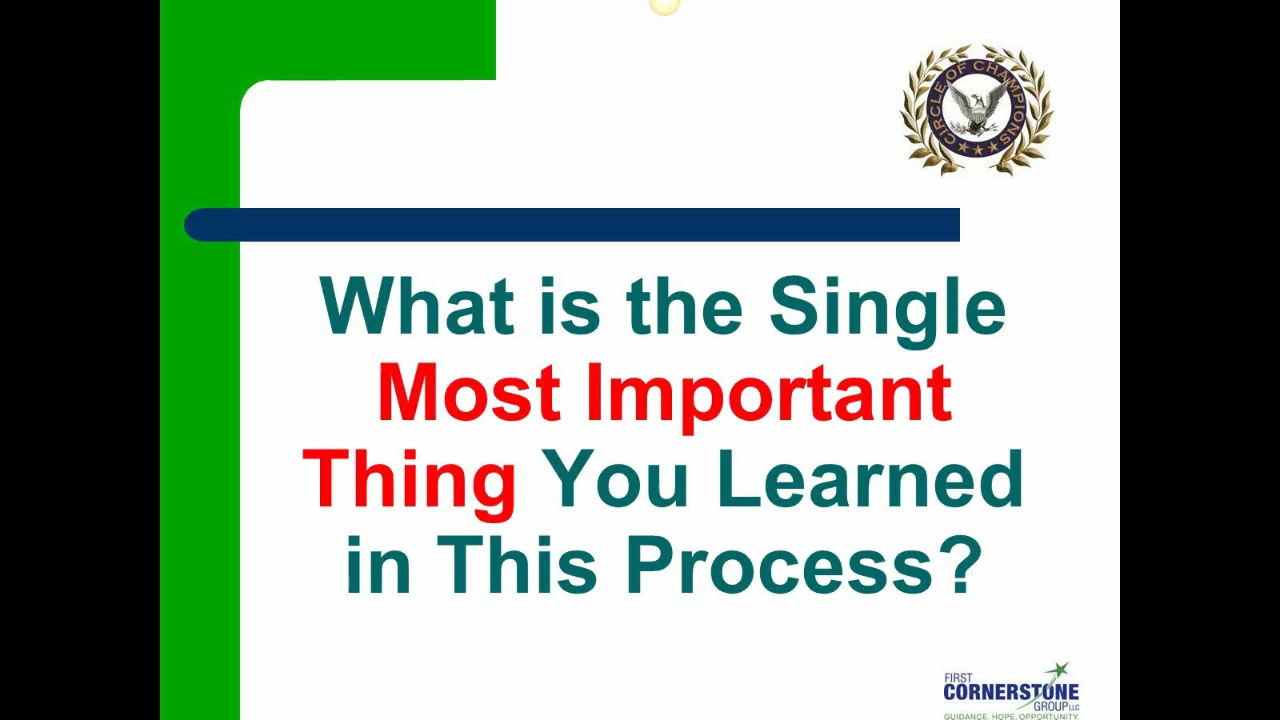 CIRCLE OF CHAMPIONS
What is the Single
Most Important
Thing You Learned
in This Process?
FIRST
CORNERSTONE
GROUP LLC
GUIDANCE. HOPE. OPPORTUNITY.